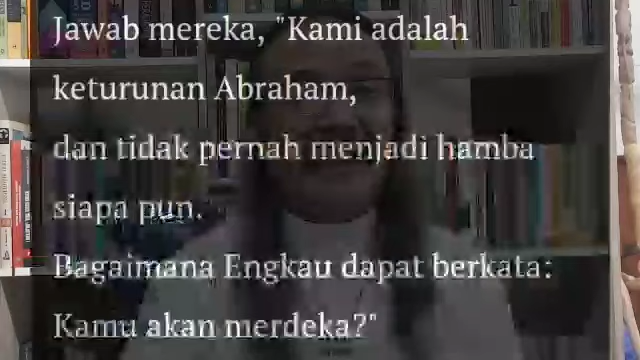 Jawab mereka, "Kami adalah
keturunan Abraham,
dan tidak pernah menjadi hamba
siapa pun.
Bagaimana Engkau dapat berkata:
Kamu akan merdeka?"